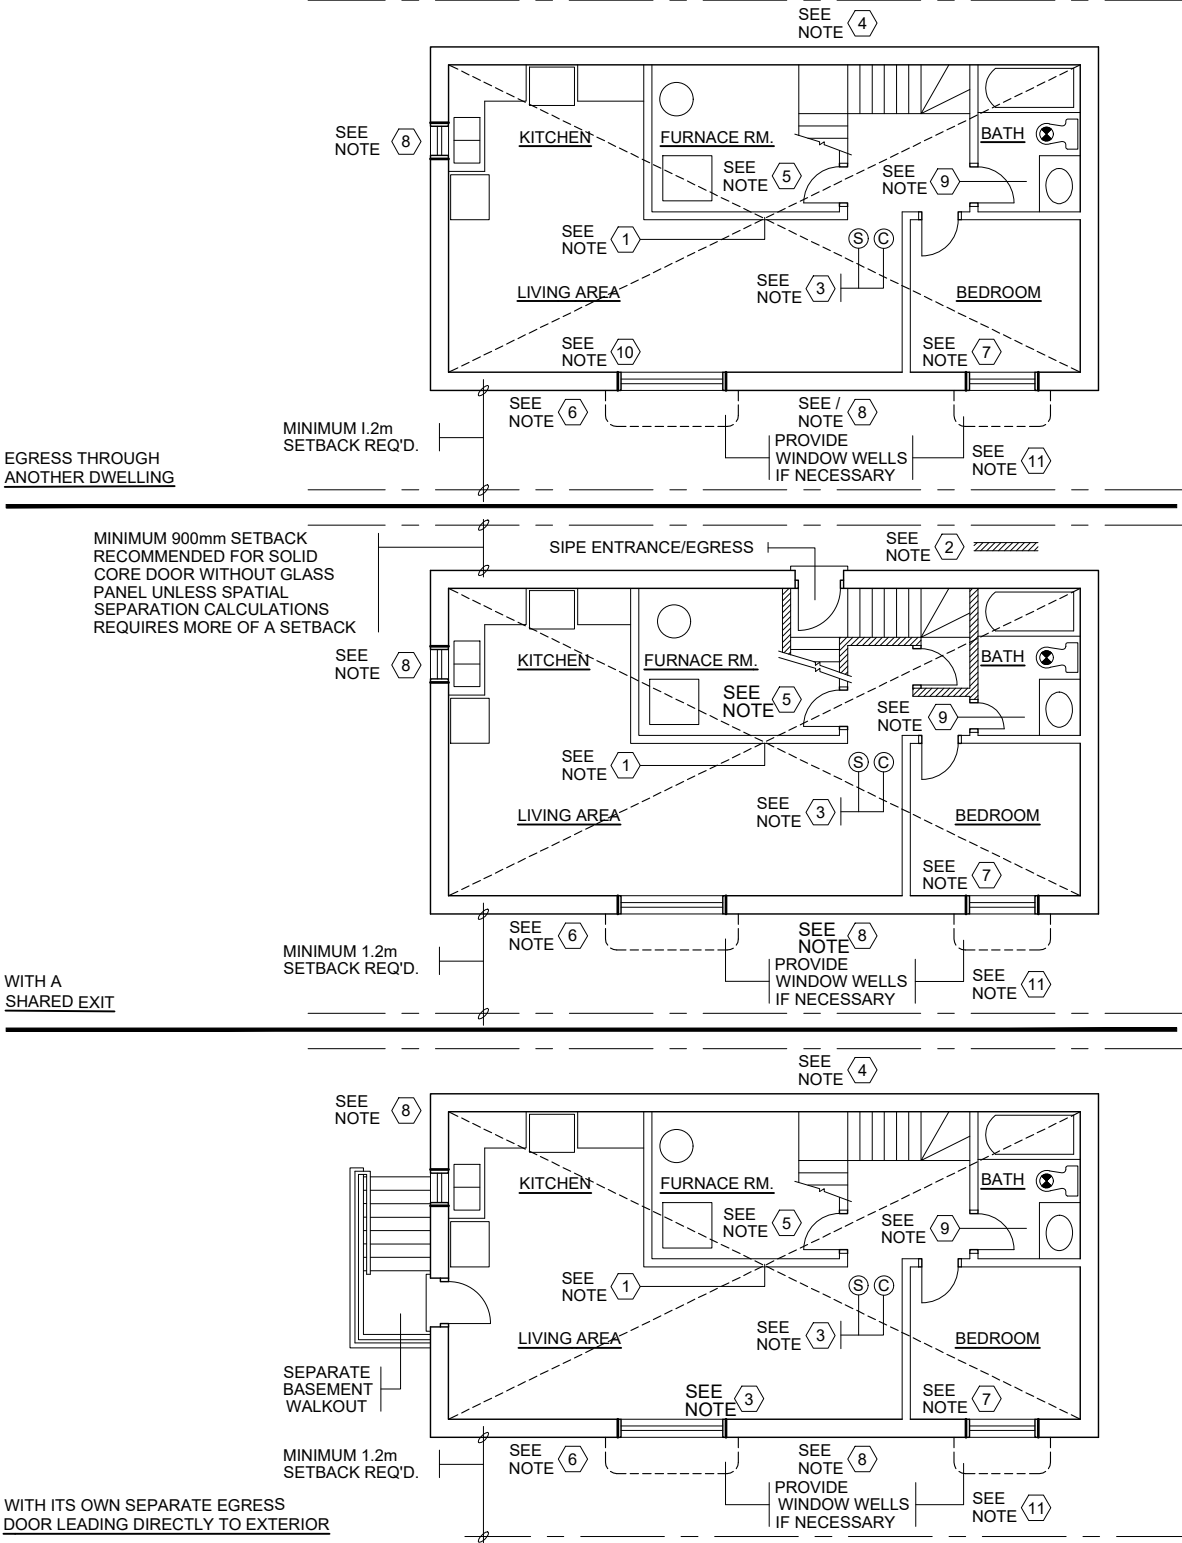 SEE
NOTE 4
SEE
NOTE 8
KITCHEN
FURNACE RM.
BATH
SEE
NOTE 5
SEE
NOTE 9
SEE
NOTE 1
S C
SEE
NOTE 3
LIVING AREA
BEDROOM
SEE
NOTE 10
SEE
NOTE 7
SEE
NOTE 6
SEE /
NOTE 8
MINIMUM I.2m
SETBACK REQ'D.
PROVIDE
WINDOW WELLS
IF NECESSARY
SEE
NOTE 11
EGRESS THROUGH
ANOTHER DWELLING
MINIMUM 900mm SETBACK
RECOMMENDED FOR SOLID
CORE DOOR WITHOUT GLASS
PANEL UNLESS SPATIAL
SEPARATION CALCULATIONS
REQUIRES MORE OF A SETBACK
SIPE ENTRANCE/EGRESS
SEE
NOTE 2
SEE
NOTE 8
KITCHEN
FURNACE RM.
BATH
SEE
NOTE 5
SEE
NOTE 9
SEE
NOTE 1
S C
SEE
NOTE 3
LIVING AREA
BEDROOM
SEE
NOTE 7
SEE
NOTE 6
SEE
NOTE 8
MINIMUM 1.2m
SETBACK REQ'D.
PROVIDE
WINDOW WELLS
IF NECESSARY
SEE
NOTE 11
WITH A
SHARED EXIT
SEE
NOTE 4
SEE
NOTE 8
KITCHEN
FURNACE RM.
BATH
SEE
NOTE 5
SEE
NOTE 9
SEE
NOTE 1
S C
SEE
NOTE 3
LIVING AREA
BEDROOM
SEPARATE
BASEMENT
WALKOUT
SEE
NOTE 3
SEE
NOTE 7
MINIMUM 1.2m
SETBACK REQ'D.
SEE
NOTE 6
SEE
NOTE 8
PROVIDE
WINDOW WELLS
IF NECESSARY
SEE
NOTE 11
WITH ITS OWN SEPARATE EGRESS
DOOR LEADING DIRECTLY TO EXTERIOR